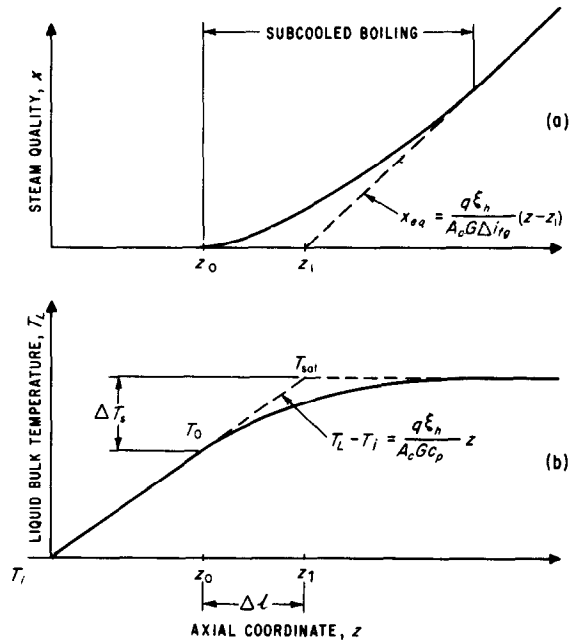 SUBCOOLED BOILING
STEAM QUALITY, x
(a)
x_eq = qξ_h / A_c G Δi_fg (z−z_1)
z_0
z_1
LIQUID BULK TEMPERATURE, T_L
T_sat
ΔT_s
T_0
T_L − T_i = qξ_h / A_c G c_p z
(b)
T_i
z_0
z_1
Δℓ
AXIAL COORDINATE, z